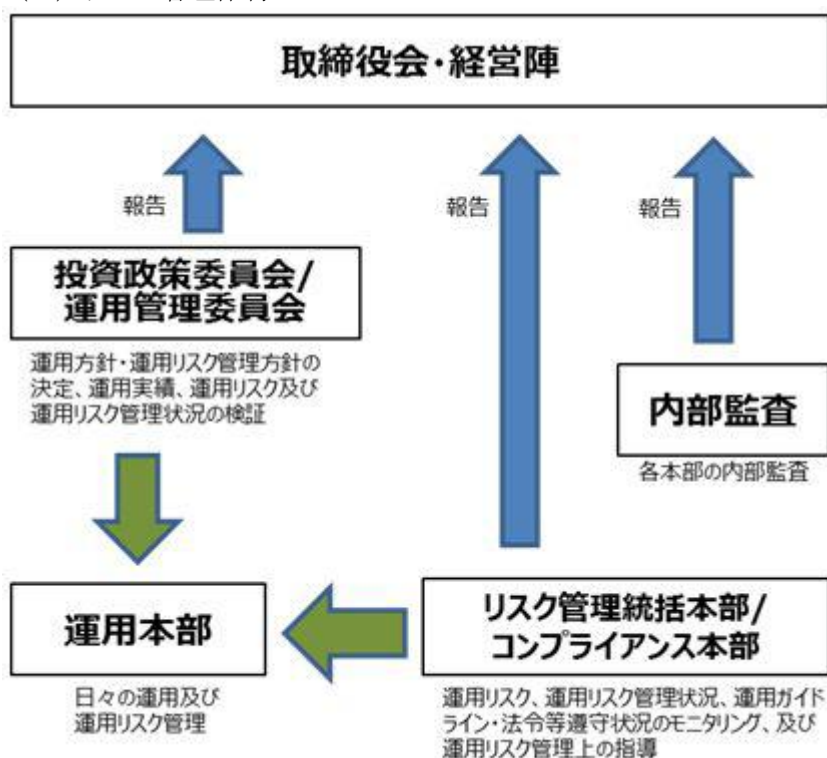 取締役会・経営陣
報告
報告
報告
投資政策委員会/
運用管理委員会
運用方針・運用リスク管理方針の
決定、運用実績、運用リスク及び
運用リスク管理状況の検証
内部監査
各本部の内部監査
運用本部
日々の運用及び
運用リスク管理
リスク管理統括本部/
コンプライアンス本部
運用リスク、運用リスク管理状況、運用ガイド
ライン・法令等遵守状況のモニタリング、及び
運用リスク管理上の指導